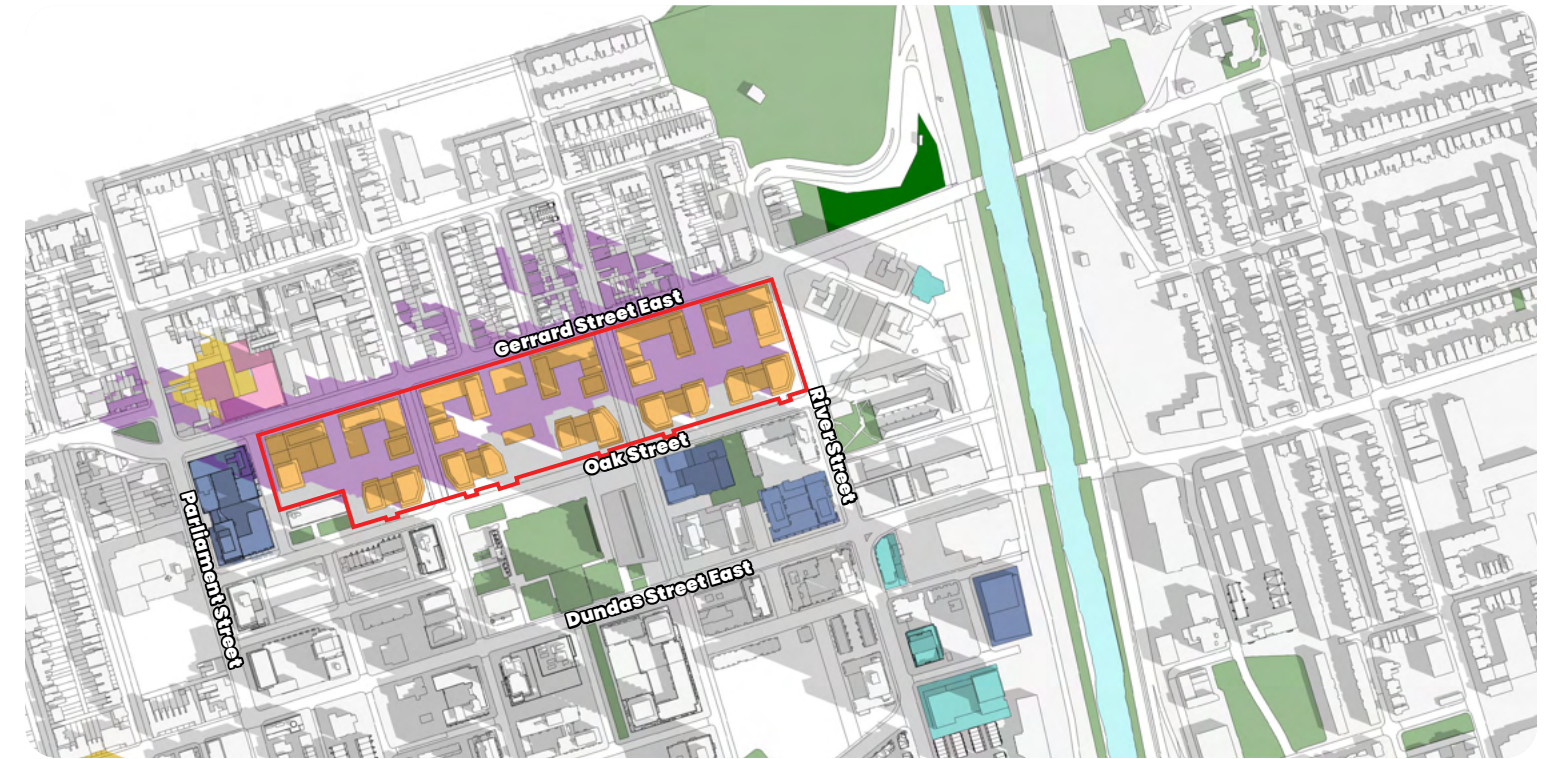 Gerrard Street East
Oak Street
River Street
Parliament Street
Dundas Street East